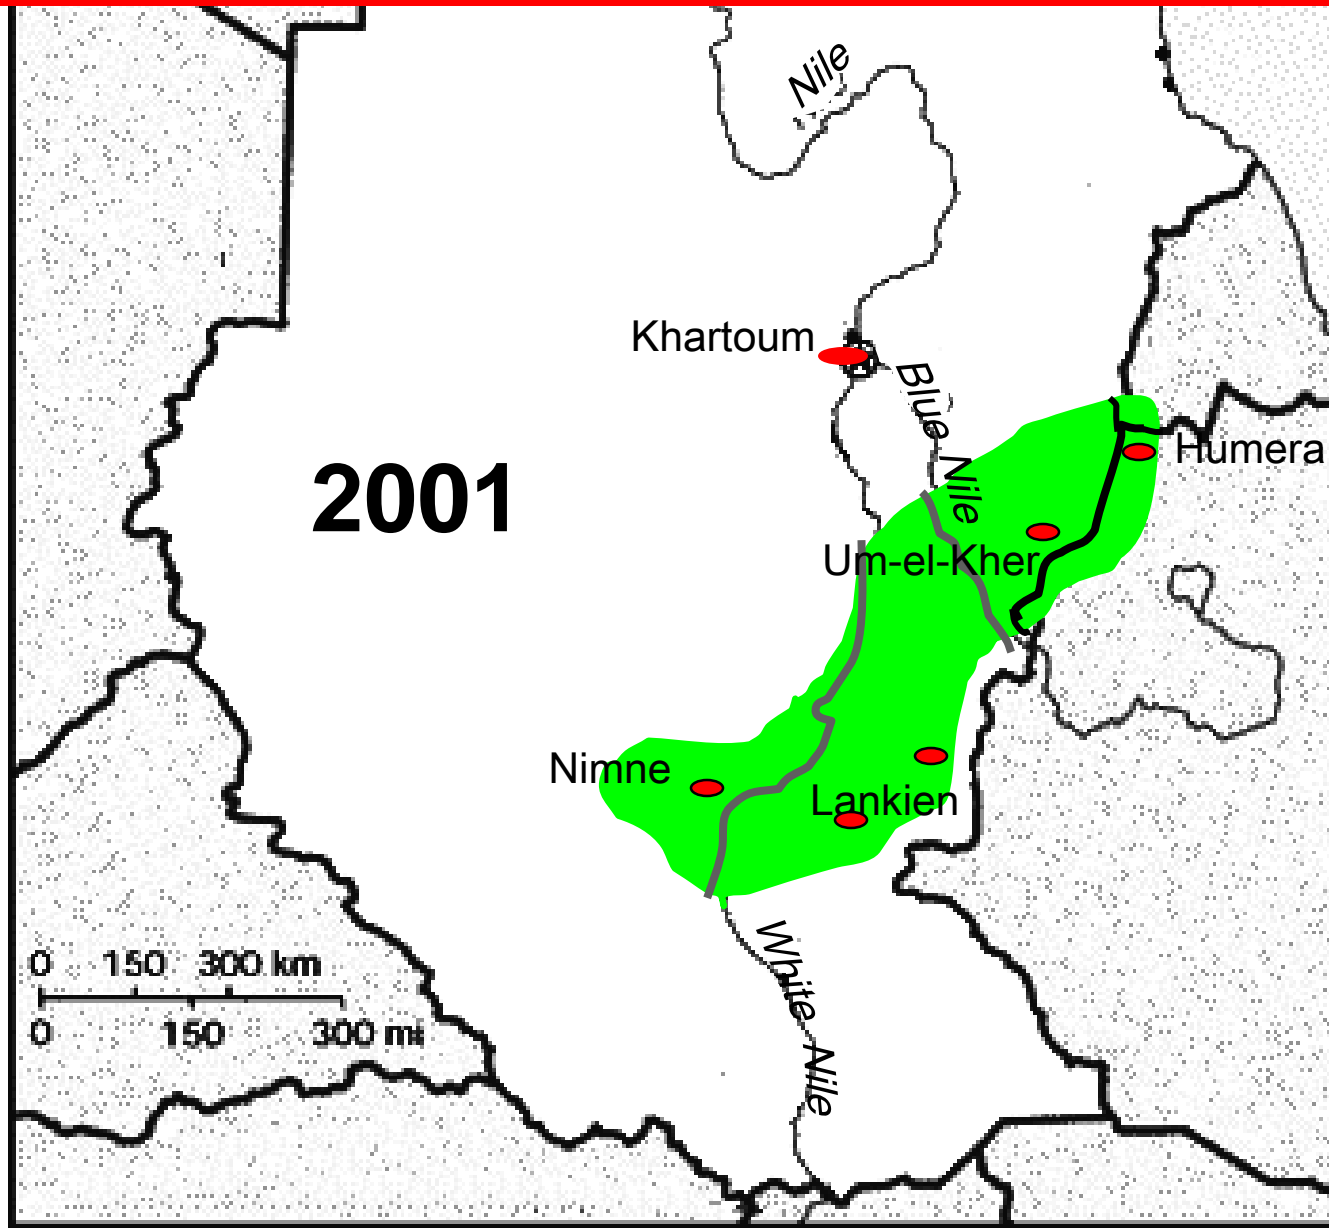 Nile
Khartoum
Blue Nile
Humera
2001
Um-el-Kher
Nimne
Lankien
White Nile
0 150 300 km
0 150 300 mi